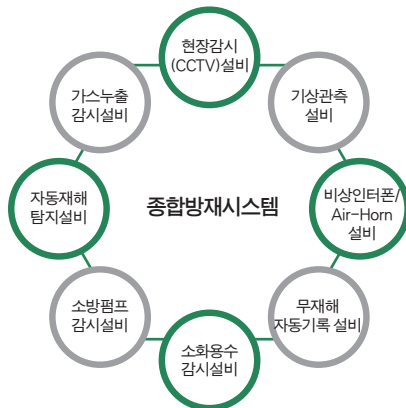 현장감시
(CCTV)설비
가스누출
감시설비
기상관측
설비
자동재해
탐지설비
종합방재시스템
비상인터폰/
Air-Horn
설비
소방펌프
감시설비
무재해
자동기록 설비
소화용수
감시설비